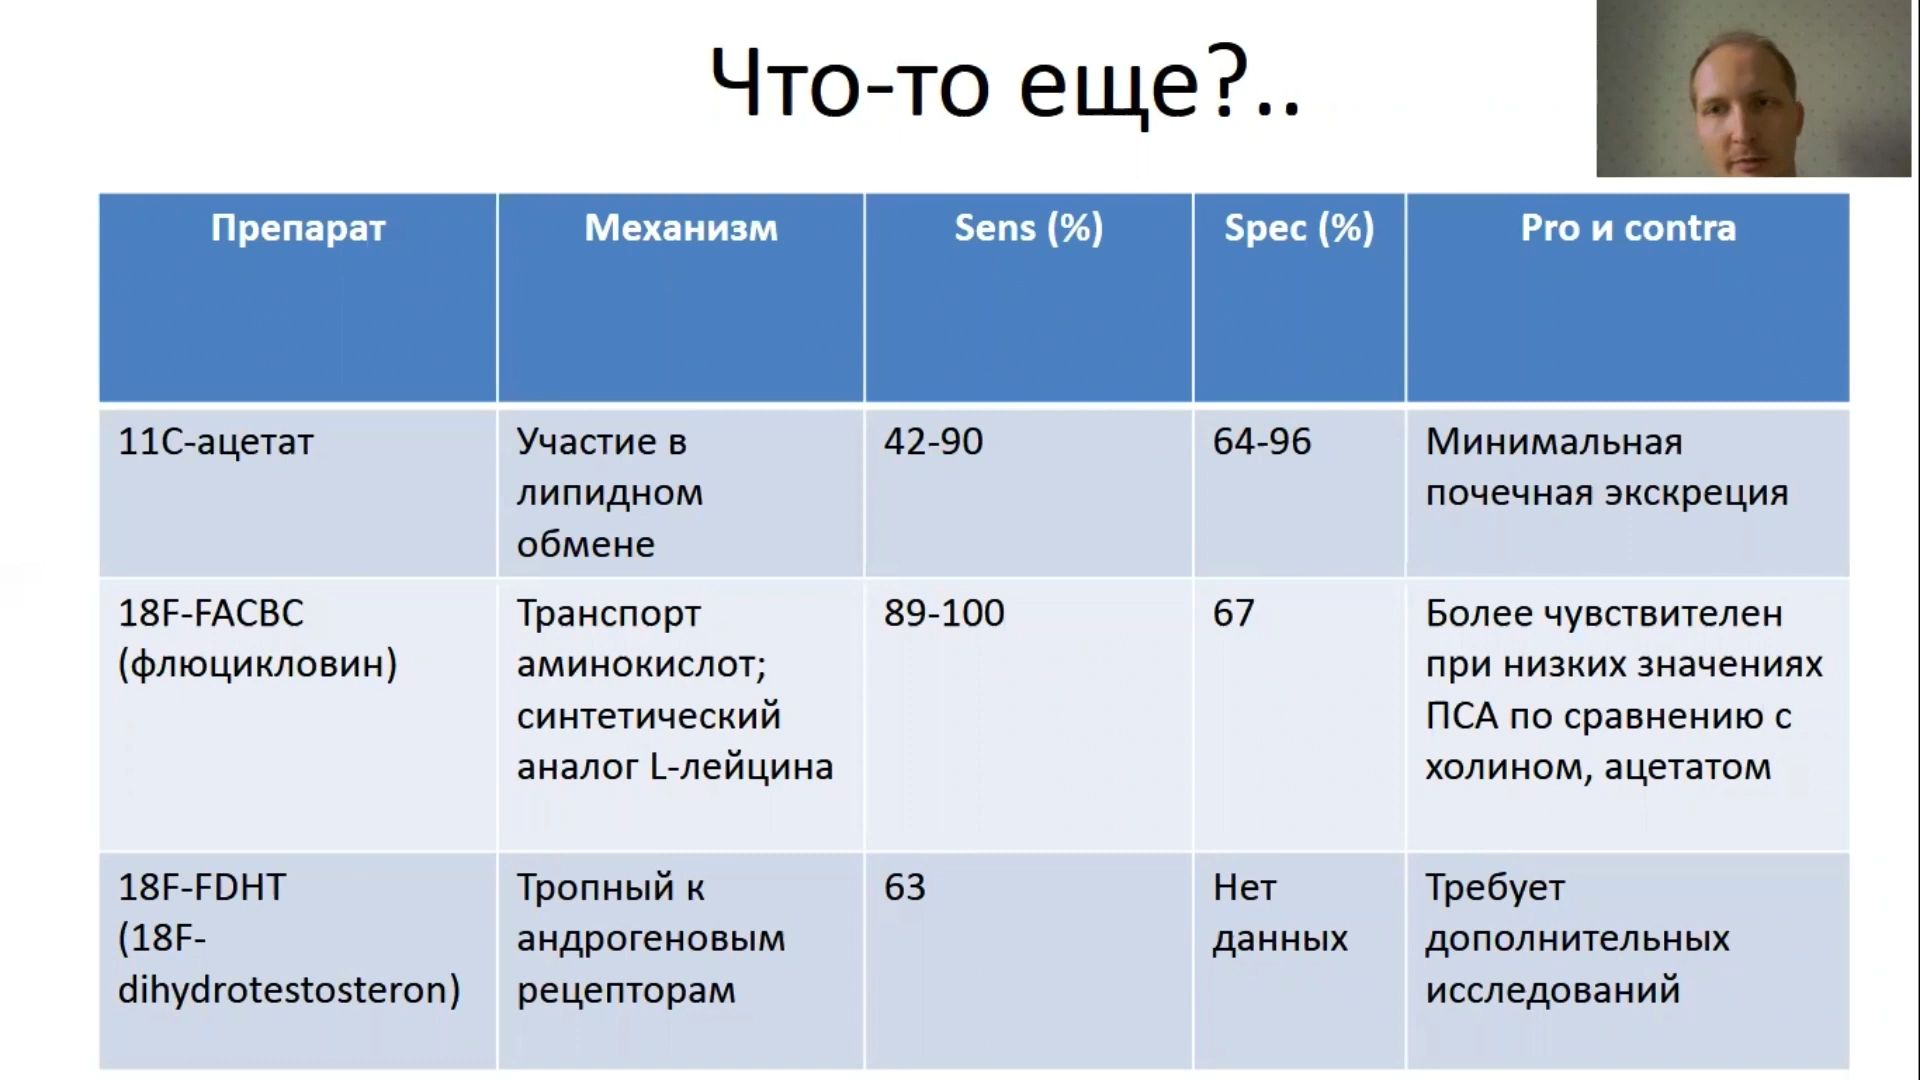 Что-то еще?..
Препарат
Механизм
Sens (%)
Spec (%)
Pro и contra
11С-ацетат
Участие в
липидном
обмене
42-90
64-96
Минимальная
почечная экскреция
18F-FACBC
(флюцикловин)
Транспорт
аминокислот;
синтетический
аналог L-лейцина
89-100
67
Более чувствителен
при низких значениях
ПСА по сравнению с
холином, ацетатом
18F-FDHT
(18F-
dihydrotestosteron)
Тропный к
андрогеновым
рецепторам
63
Нет
данных
Требует
дополнительных
исследований